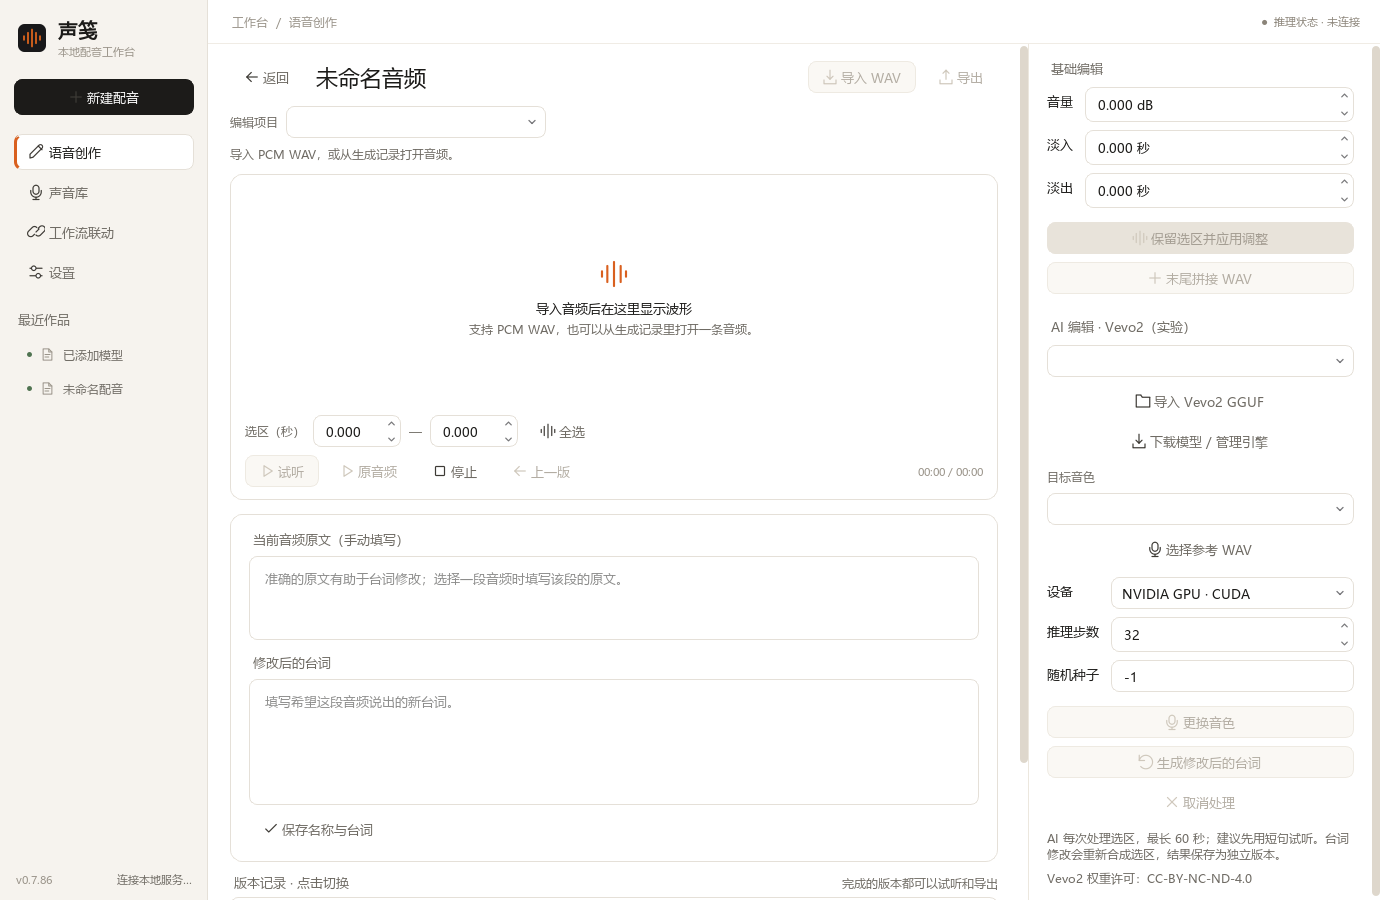 声笺
本地配音工作台
新建配音
语音创作
声音库
工作流联动
设置
最近作品
已添加模型
未命名配音
v0.7.86
连接本地服务...
工作台 / 语音创作
推理状态 · 未连接
返回
未命名音频
导入 WAV
导出
编辑项目
导入 PCM WAV，或从生成记录打开音频。
导入音频后在这里显示波形
支持 PCM WAV，也可以从生成记录里打开一条音频。
选区（秒） 0.000 — 0.000 全选
试听 原音频 停止 上一版 00:00 / 00:00
当前音频原文（手动填写）
准确的原文有助于台词修改；选择一段音频时填写该段的原文。
修改后的台词
填写希望这段音频说出的新台词。
保存名称与台词
版本记录 · 点击切换
完成的版本都可以试听和导出
基础编辑
音量 0.000 dB
淡入 0.000 秒
淡出 0.000 秒
保留选区并应用调整
末尾拼接 WAV
AI 编辑 · Vevo2（实验）
导入 Vevo2 GGUF
下载模型 / 管理引擎
目标音色
选择参考 WAV
设备 NVIDIA GPU · CUDA
推理步数 32
随机种子 -1
更换音色
生成修改后的台词
取消处理
AI 每次处理选区，最长 60 秒；建议先用短句试听。台词
修改会重新合成选区，结果保存为独立版本。
Vevo2 权重许可：CC-BY-NC-ND-4.0